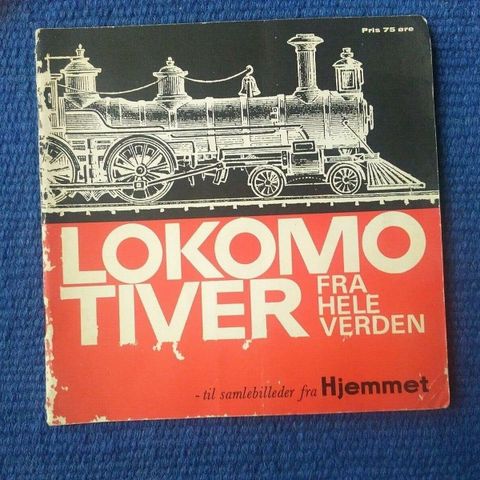 Pris 75 øre
LOKOMO
TIVER
FRA
HELE
VERDEN
- til samlebilleder fra Hjemmet